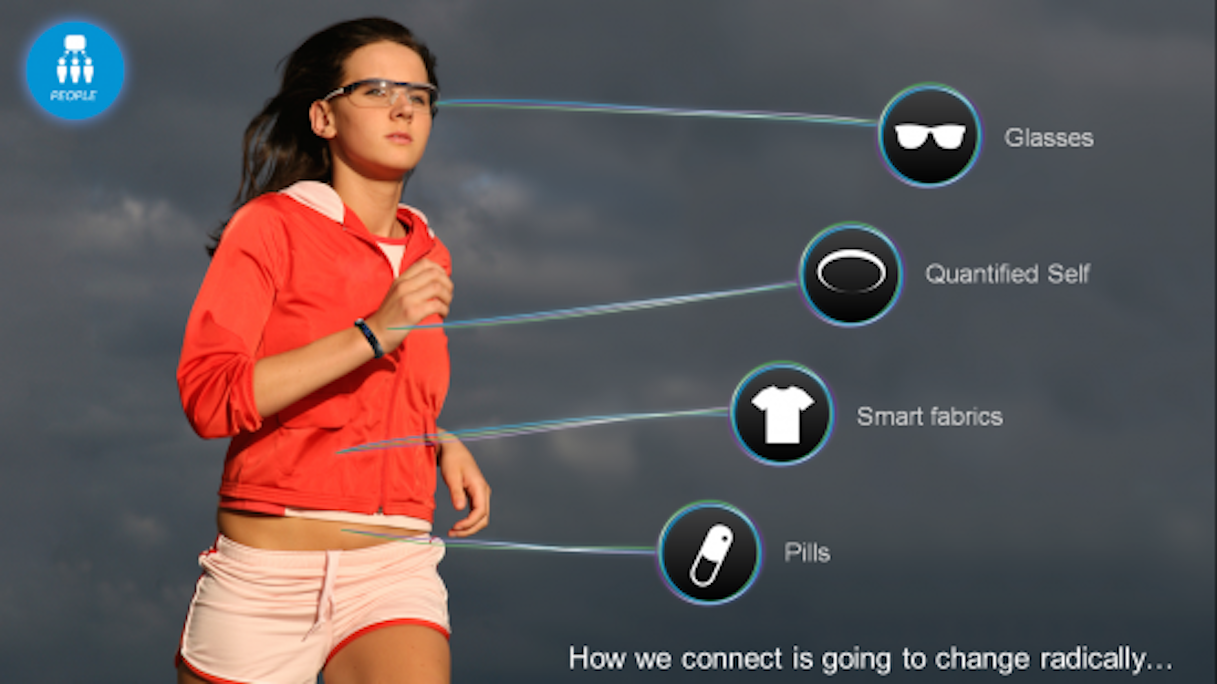 PEOPLE
Glasses
Quantified Self
Smart fabrics
Pills
How we connect is going to change radically...